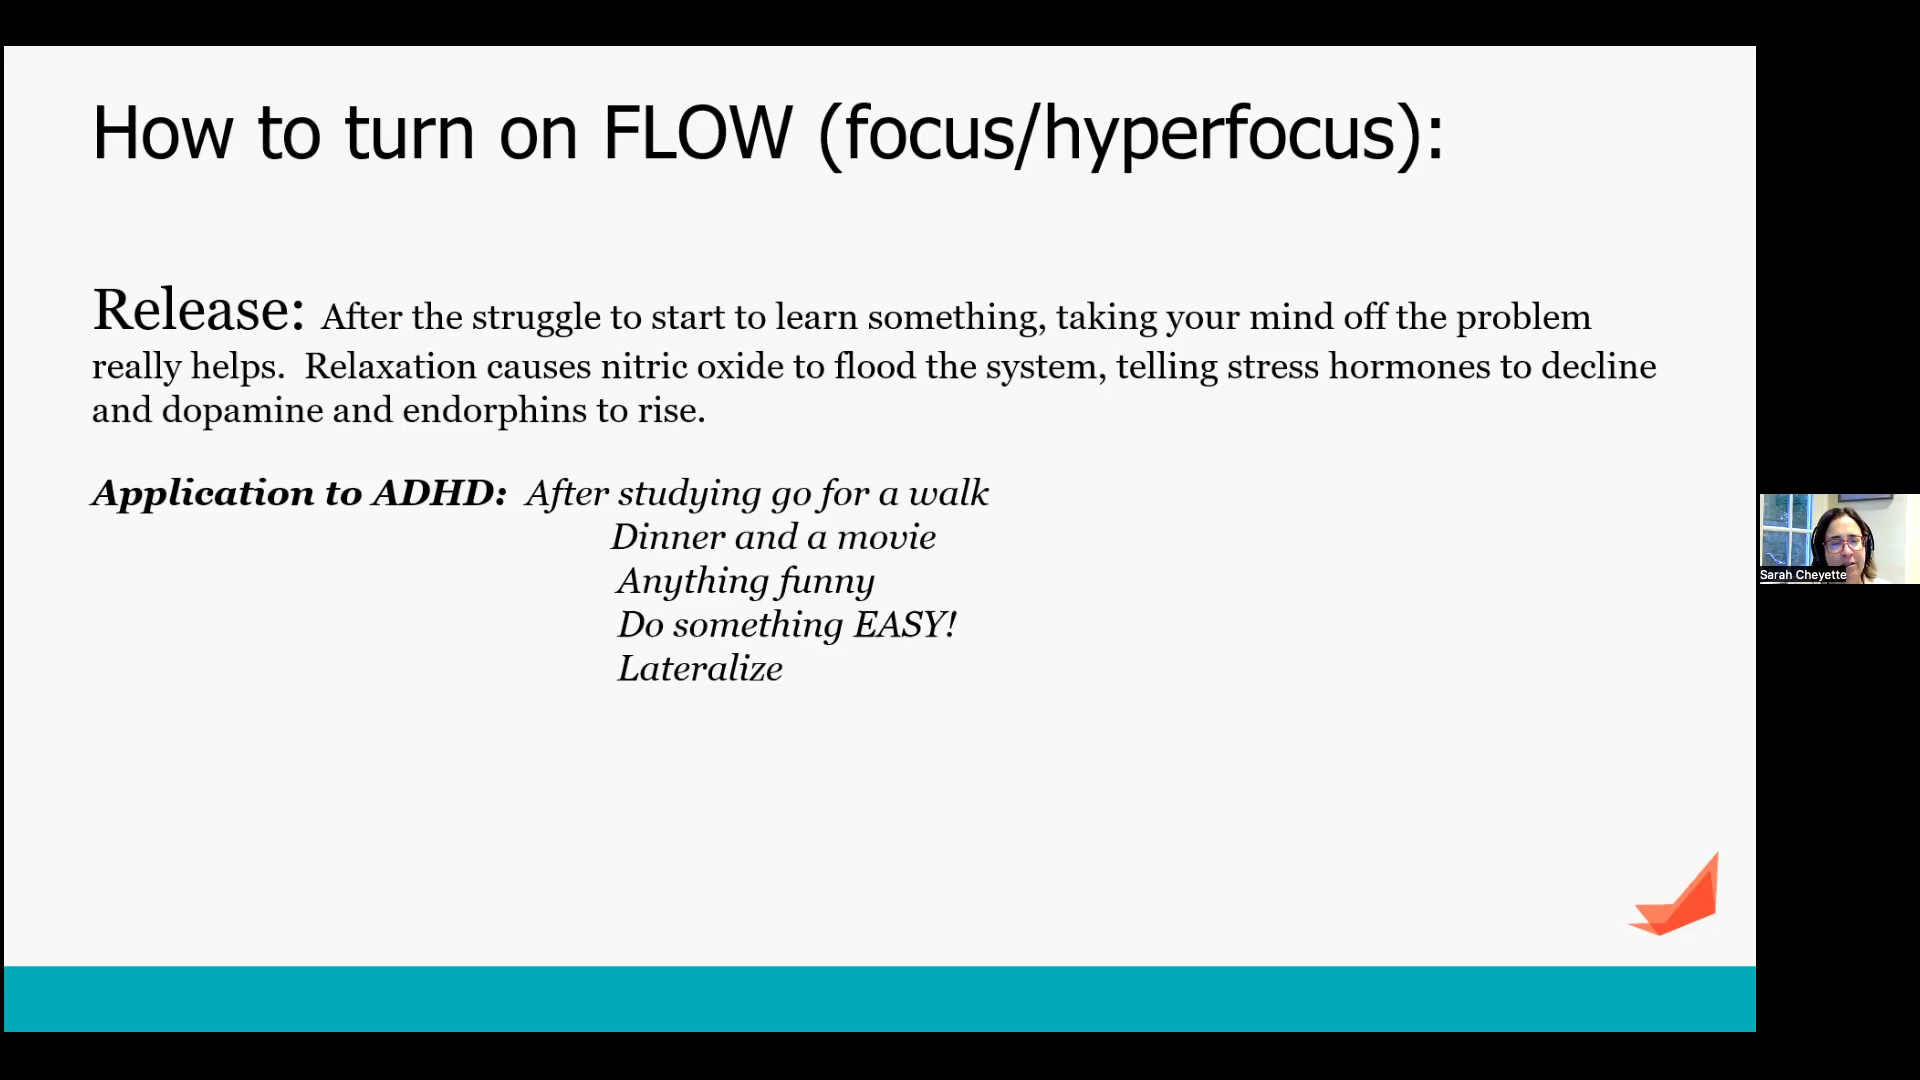 How to turn on FLOW (focus/hyperfocus):
Release: After the struggle to start to learn something, taking your mind off the problem
really helps.  Relaxation causes nitric oxide to flood the system, telling stress hormones to decline
and dopamine and endorphins to rise.
Application to ADHD:  After studying go for a walk
Dinner and a movie
Anything funny
Do something EASY!
Lateralize
Sarah Cheyette